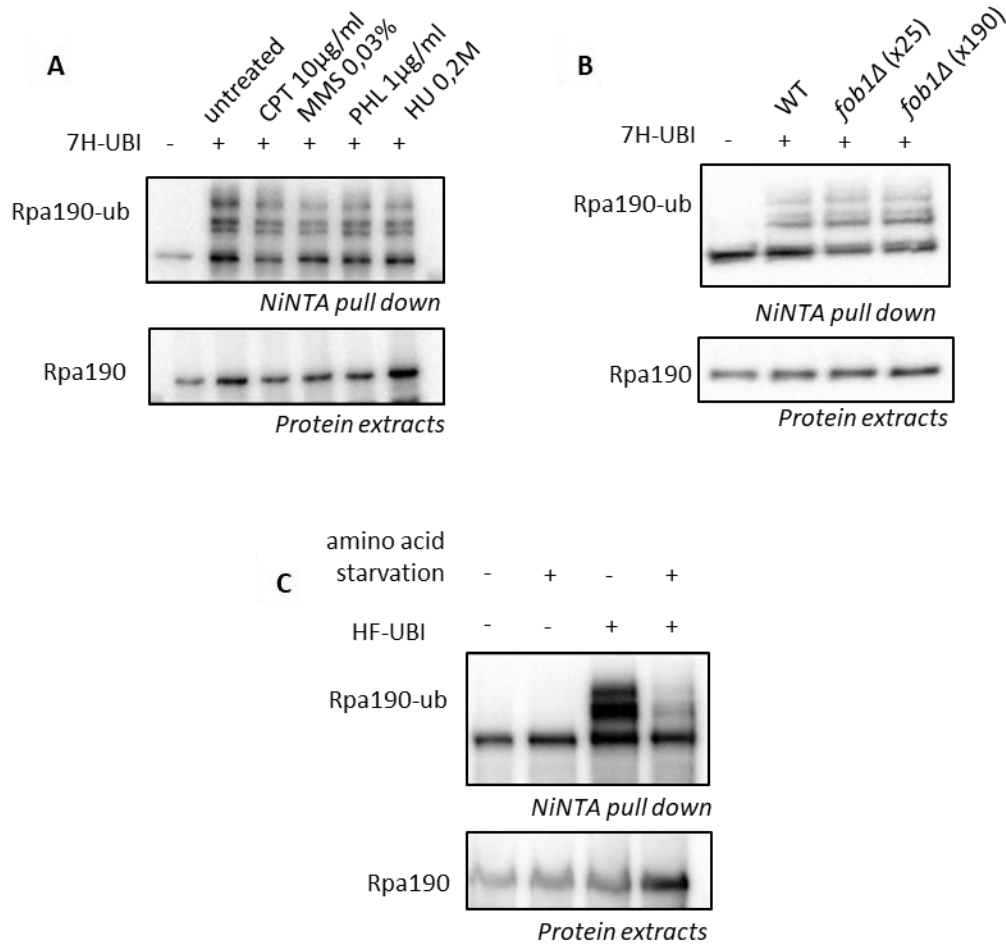 A
untreated
CPT 10µg/ml
MMS 0,03%
PHL 1µg/ml
HU 0,2M
7H-UBI - + + + + +
Rpa190-ub
NiNTA pull down
Rpa190
Protein extracts
B
WT
fob1Δ (x25)
fob1Δ (x190)
7H-UBI - + + +
Rpa190-ub
NiNTA pull down
Rpa190
Protein extracts
C
amino acid
starvation - + - +
HF-UBI - - + +
Rpa190-ub
NiNTA pull down
Rpa190
Protein extracts